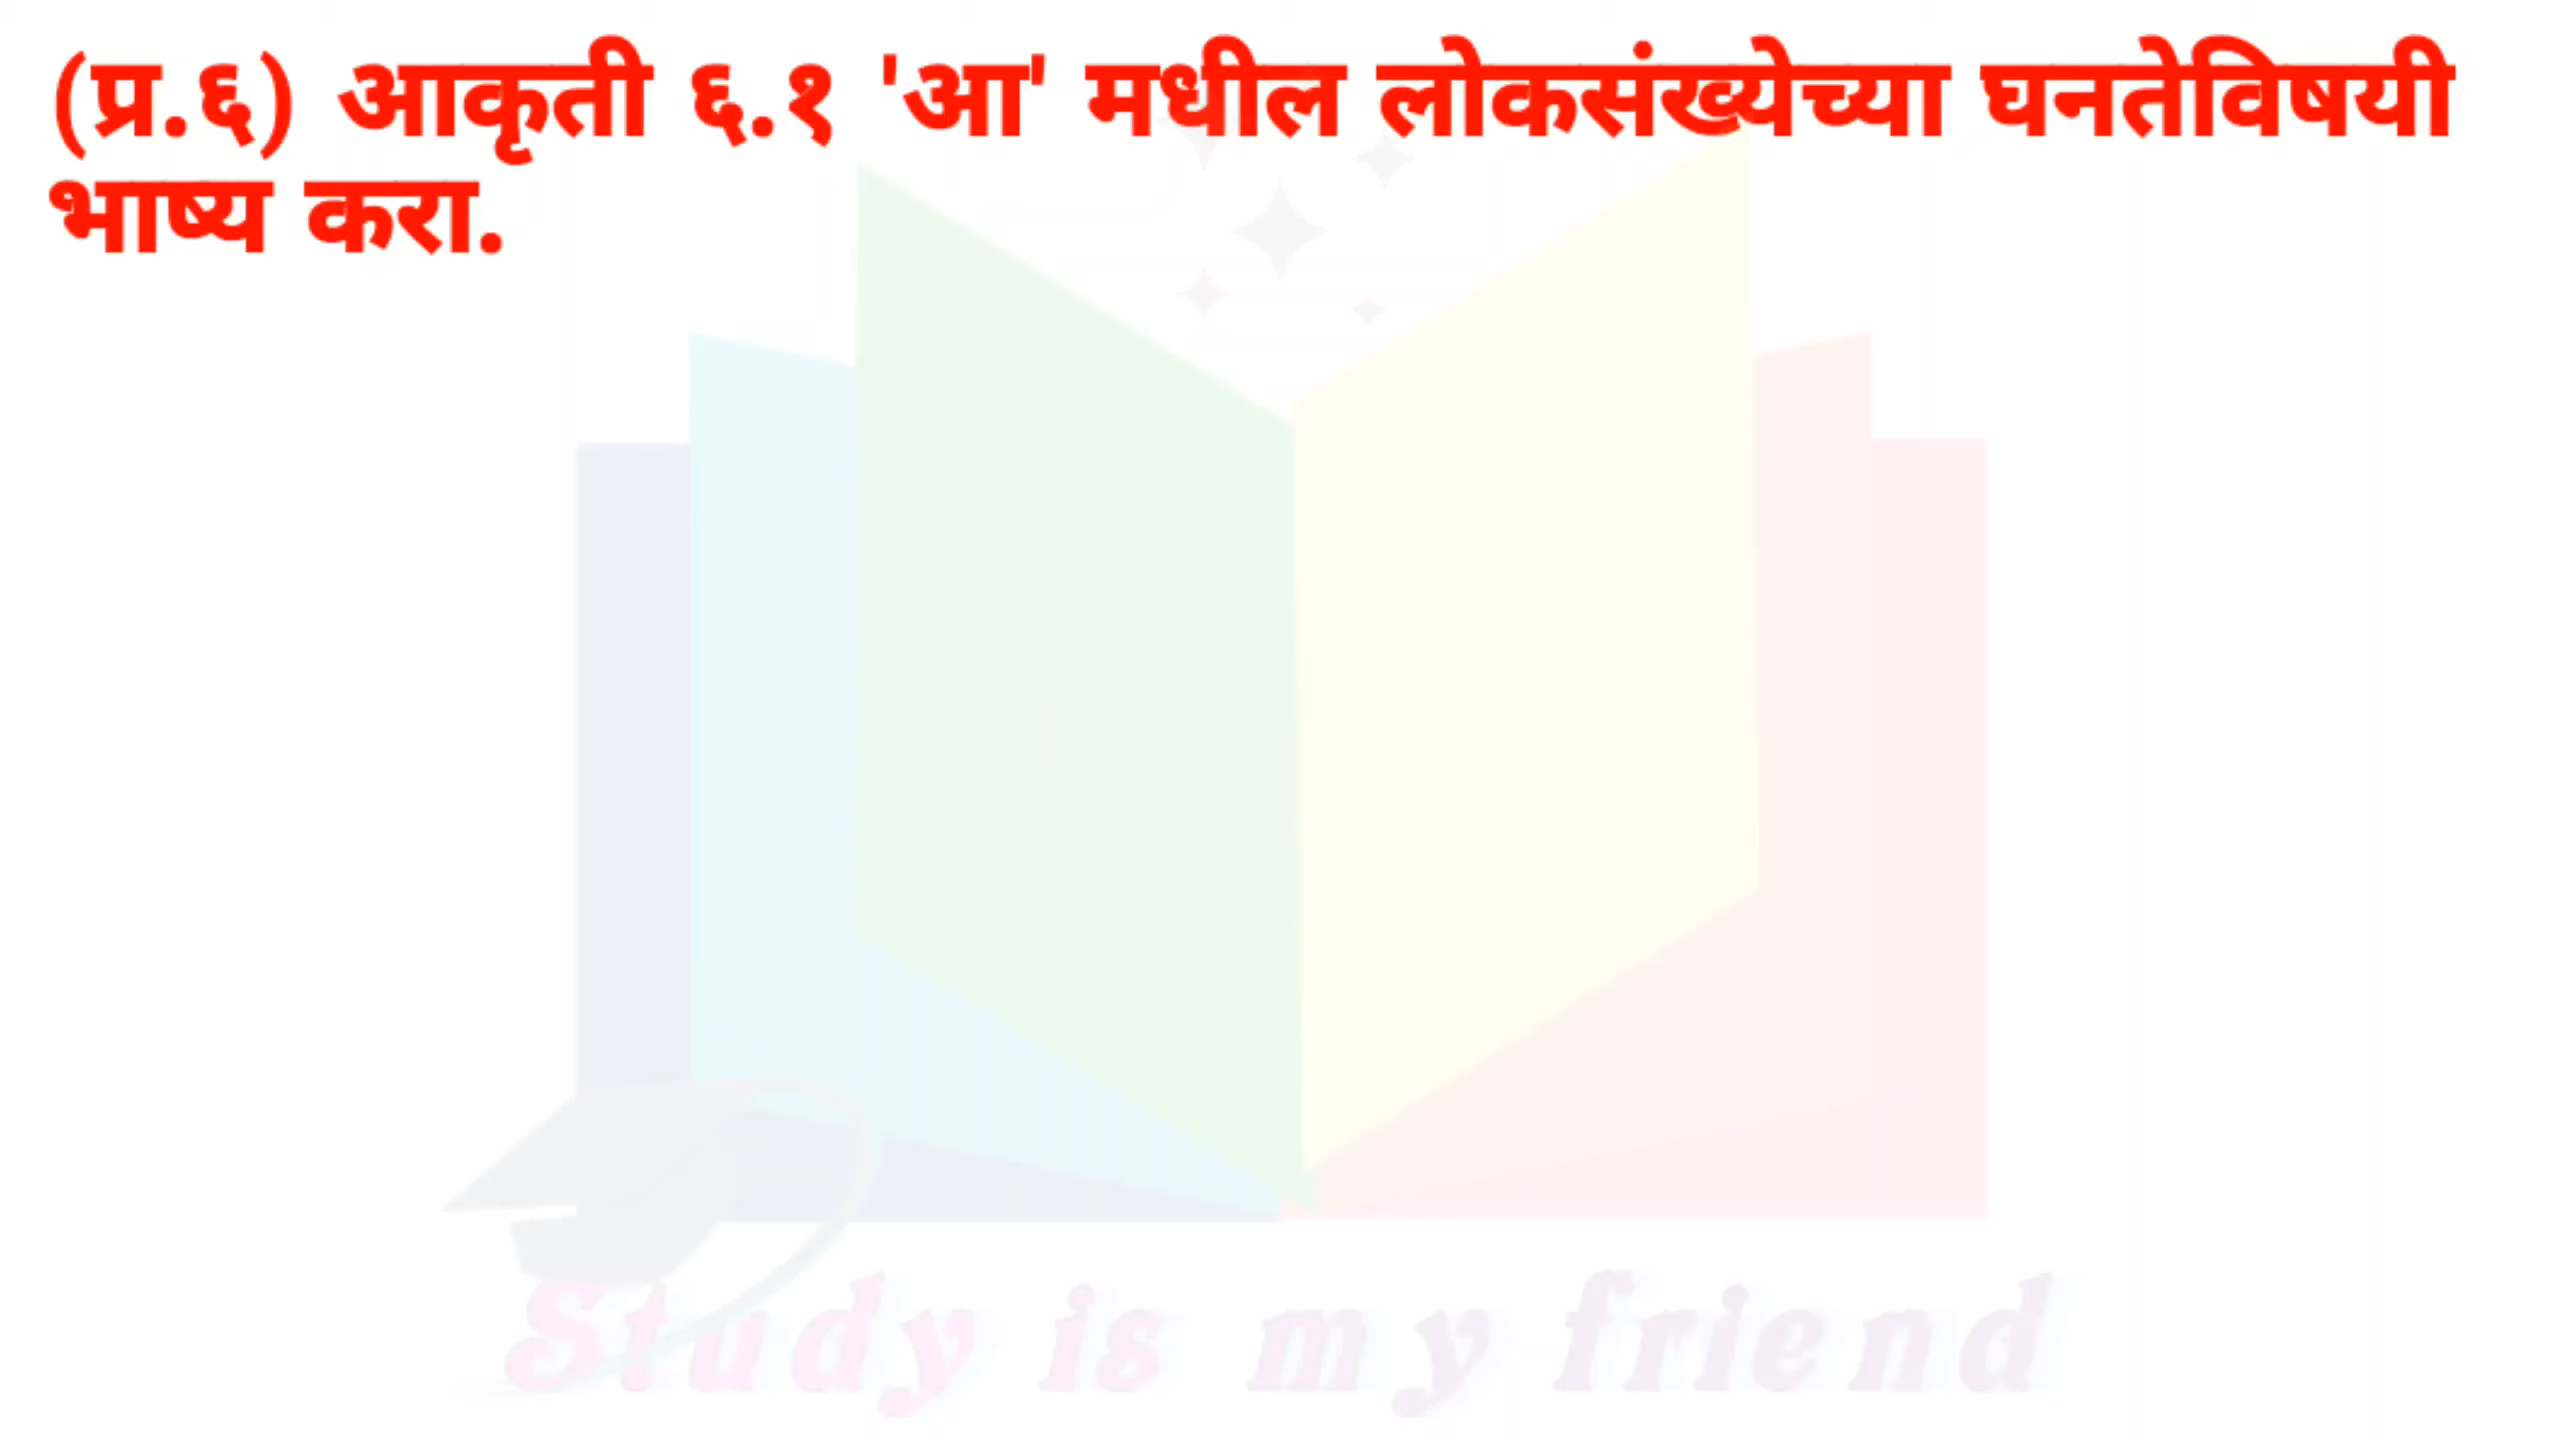 (प्र.६) आकृती ६.१ 'आ' मधील लोकसंख्येच्या घनतेविषयी
भाष्य करा.
Study is my friend